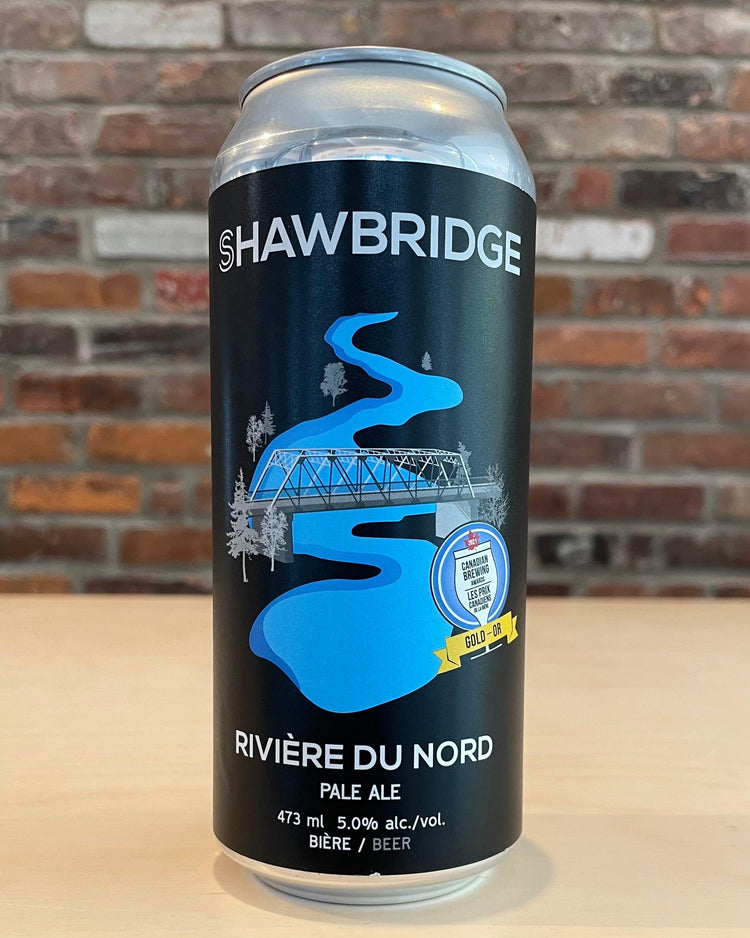 SHAWBRIDGE
2021
CANADIAN
BREWING
AWARDS
LES PRIX
CANADIENS
DE LA BIÈRE
GOLD - OR
RIVIÈRE DU NORD
PALE ALE
473 ml 5.0% alc./vol.
BIÈRE / BEER